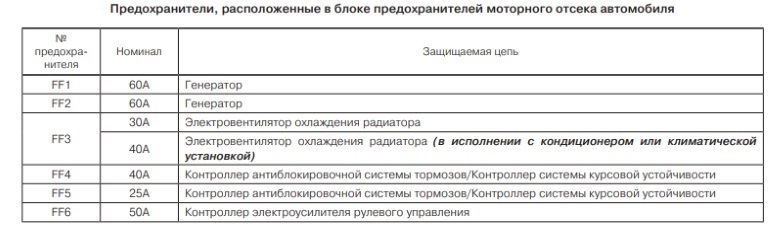 Предохранители, расположенные в блоке предохранителей моторного отсека автомобиля
№
предохра-
нителя
Номинал
Защищаемая цепь
FF1 60А Генератор
FF2 60А Генератор
FF3
30А Электровентилятор охлаждения радиатора
40А Электровентилятор охлаждения радиатора (в исполнении с кондиционером или климатической
установкой)
FF4 40А Контроллер антиблокировочной системы тормозов/Контроллер системы курсовой устойчивости
FF5 25А Контроллер антиблокировочной системы тормозов/Контроллер системы курсовой устойчивости
FF6 50А Контроллер электроусилителя рулевого управления